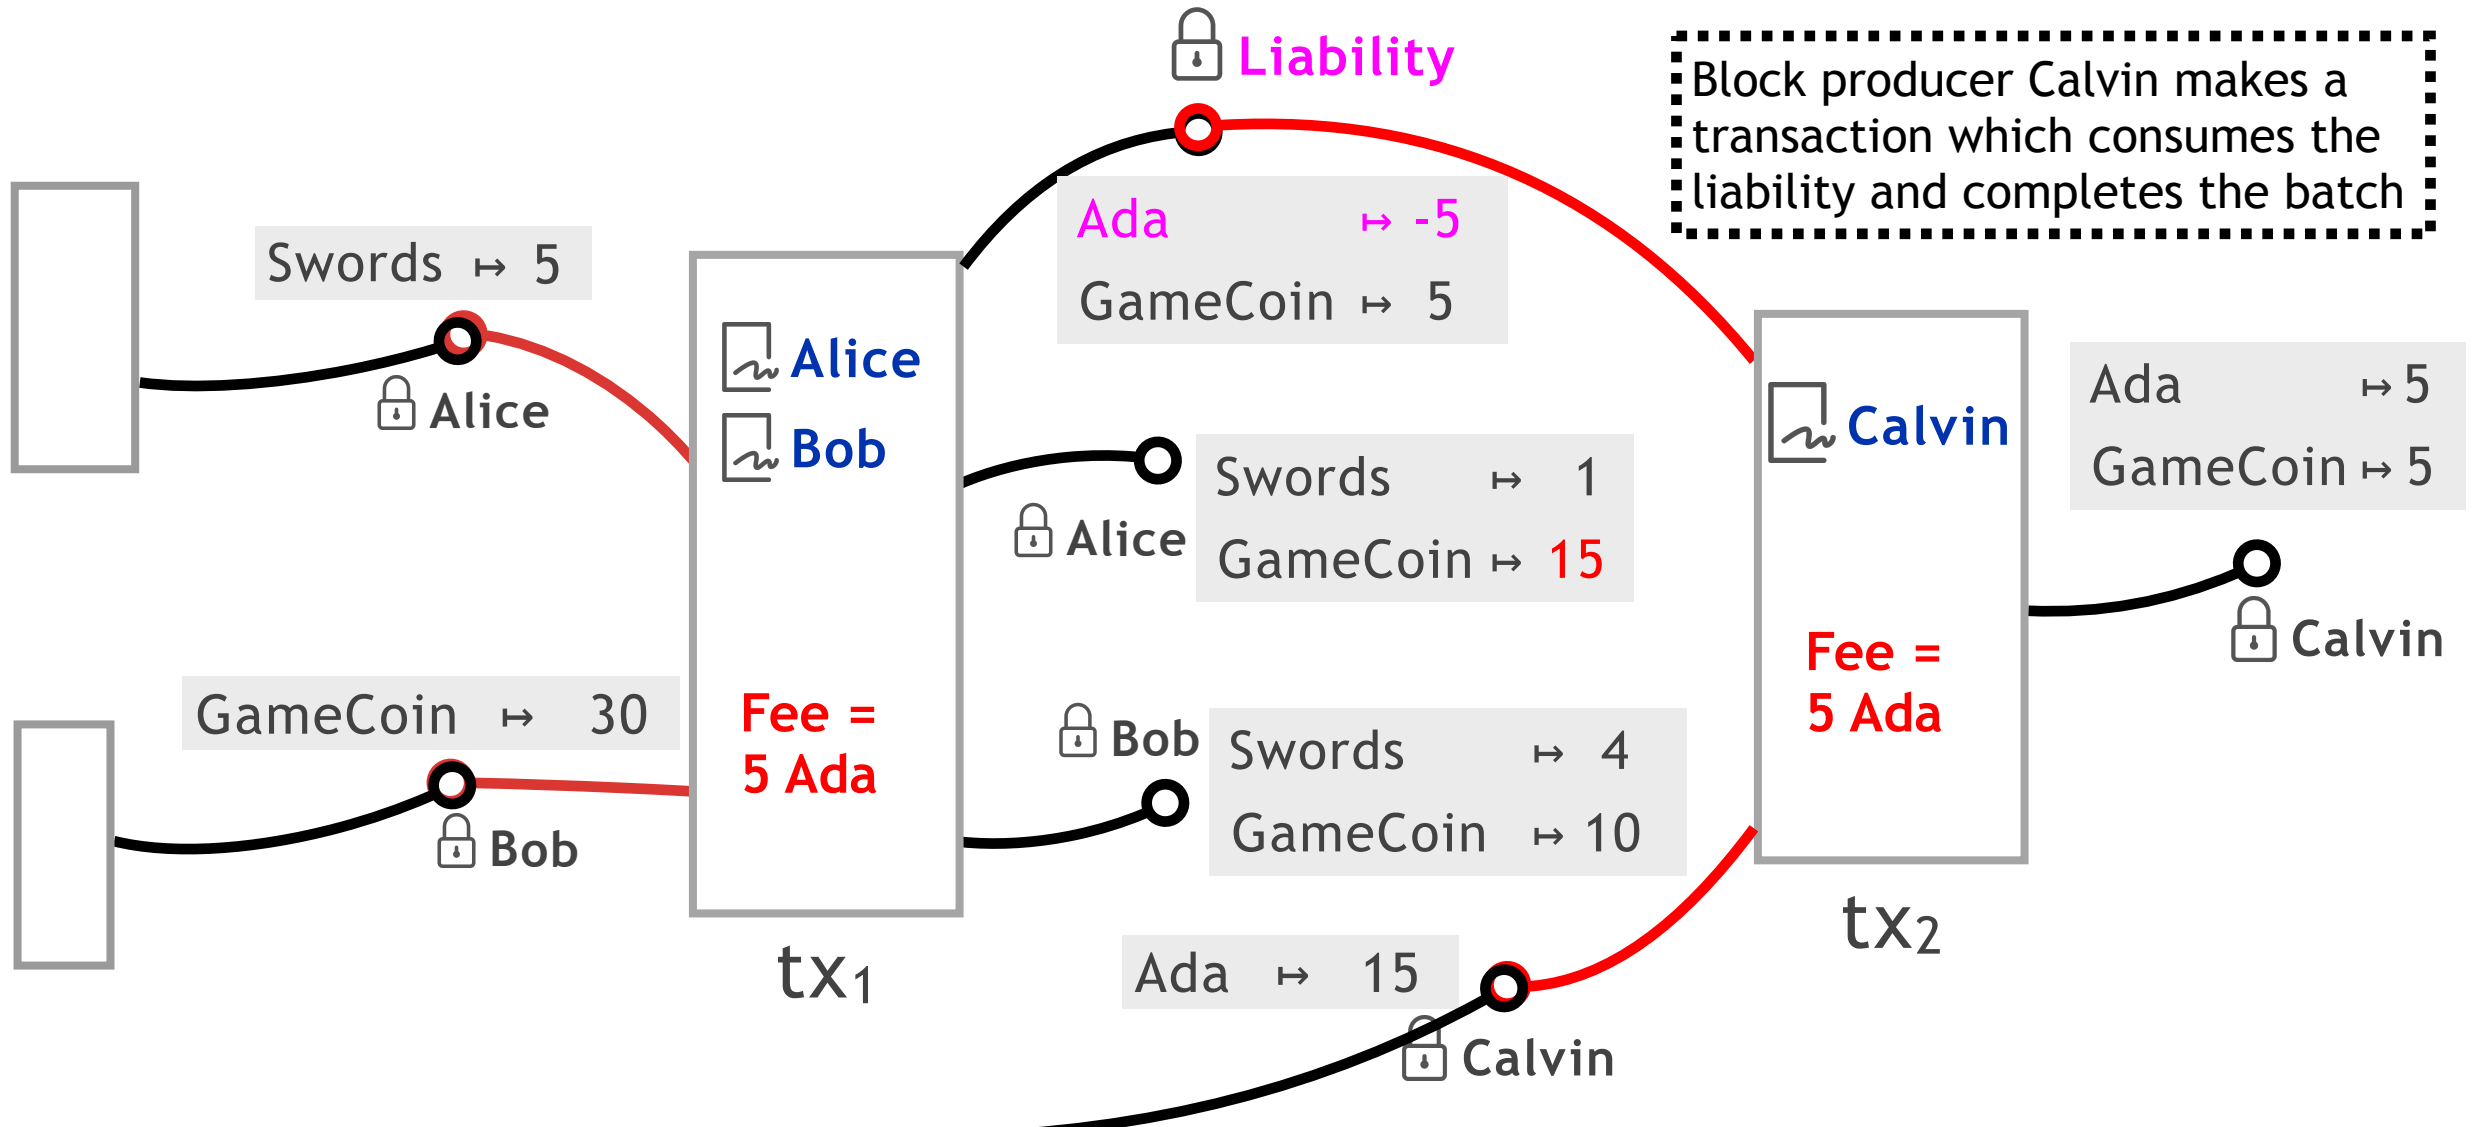 Liability
Block producer Calvin makes a
transaction which consumes the
liability and completes the batch
Ada ↦ -5
GameCoin ↦ 5
Swords ↦ 5
Alice
Alice
Bob
Fee =
5 Ada
tx₁
GameCoin ↦ 30
Bob
Swords ↦ 1
GameCoin ↦ 15
Alice
Bob
Swords ↦ 4
GameCoin ↦ 10
Ada ↦ 15
Calvin
Calvin
Fee =
5 Ada
tx₂
Ada ↦ 5
GameCoin ↦ 5
Calvin